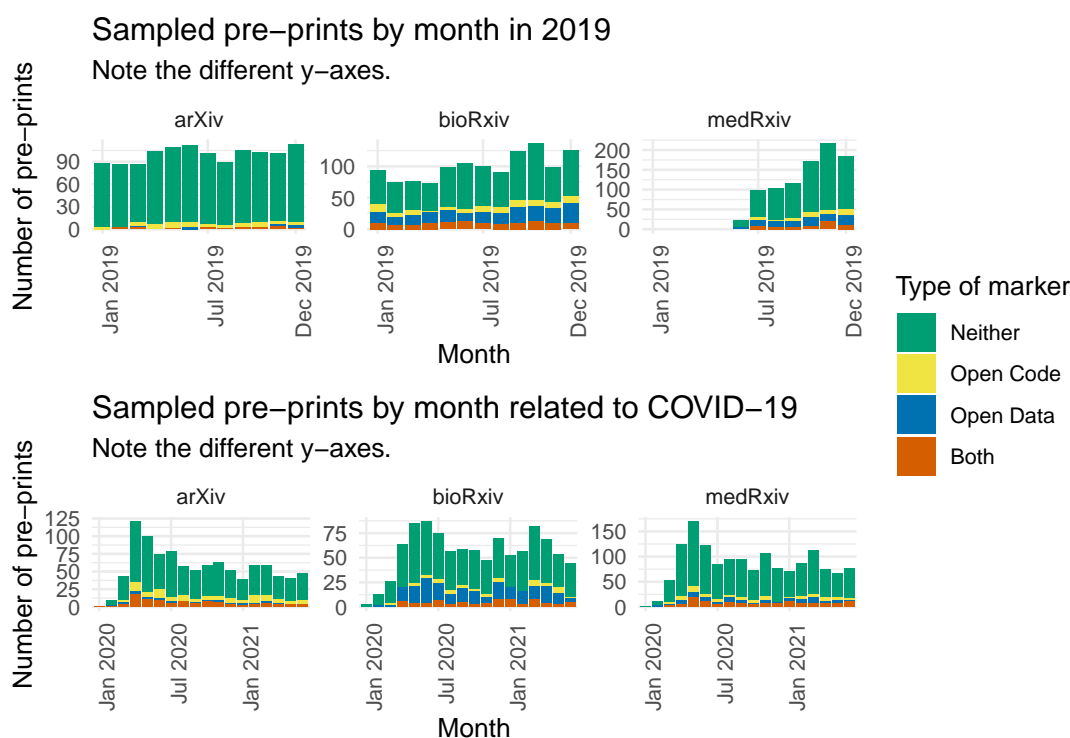 Sampled pre−prints by month in 2019
Note the different y−axes.
Number of pre−prints
arXiv
bioRxiv
medRxiv
90
60
30
0
100
50
0
200
150
100
50
0
Jan 2019
Jul 2019
Dec 2019
Jan 2019
Jul 2019
Dec 2019
Jan 2019
Jul 2019
Dec 2019
Month
Type of marker
Neither
Open Code
Open Data
Both
Sampled pre−prints by month related to COVID−19
Note the different y−axes.
Number of pre−prints
arXiv
bioRxiv
medRxiv
125
100
75
50
25
0
75
50
25
0
150
100
50
0
Jan 2020
Jul 2020
Jan 2021
Jan 2020
Jul 2020
Jan 2021
Jan 2020
Jul 2020
Jan 2021
Month